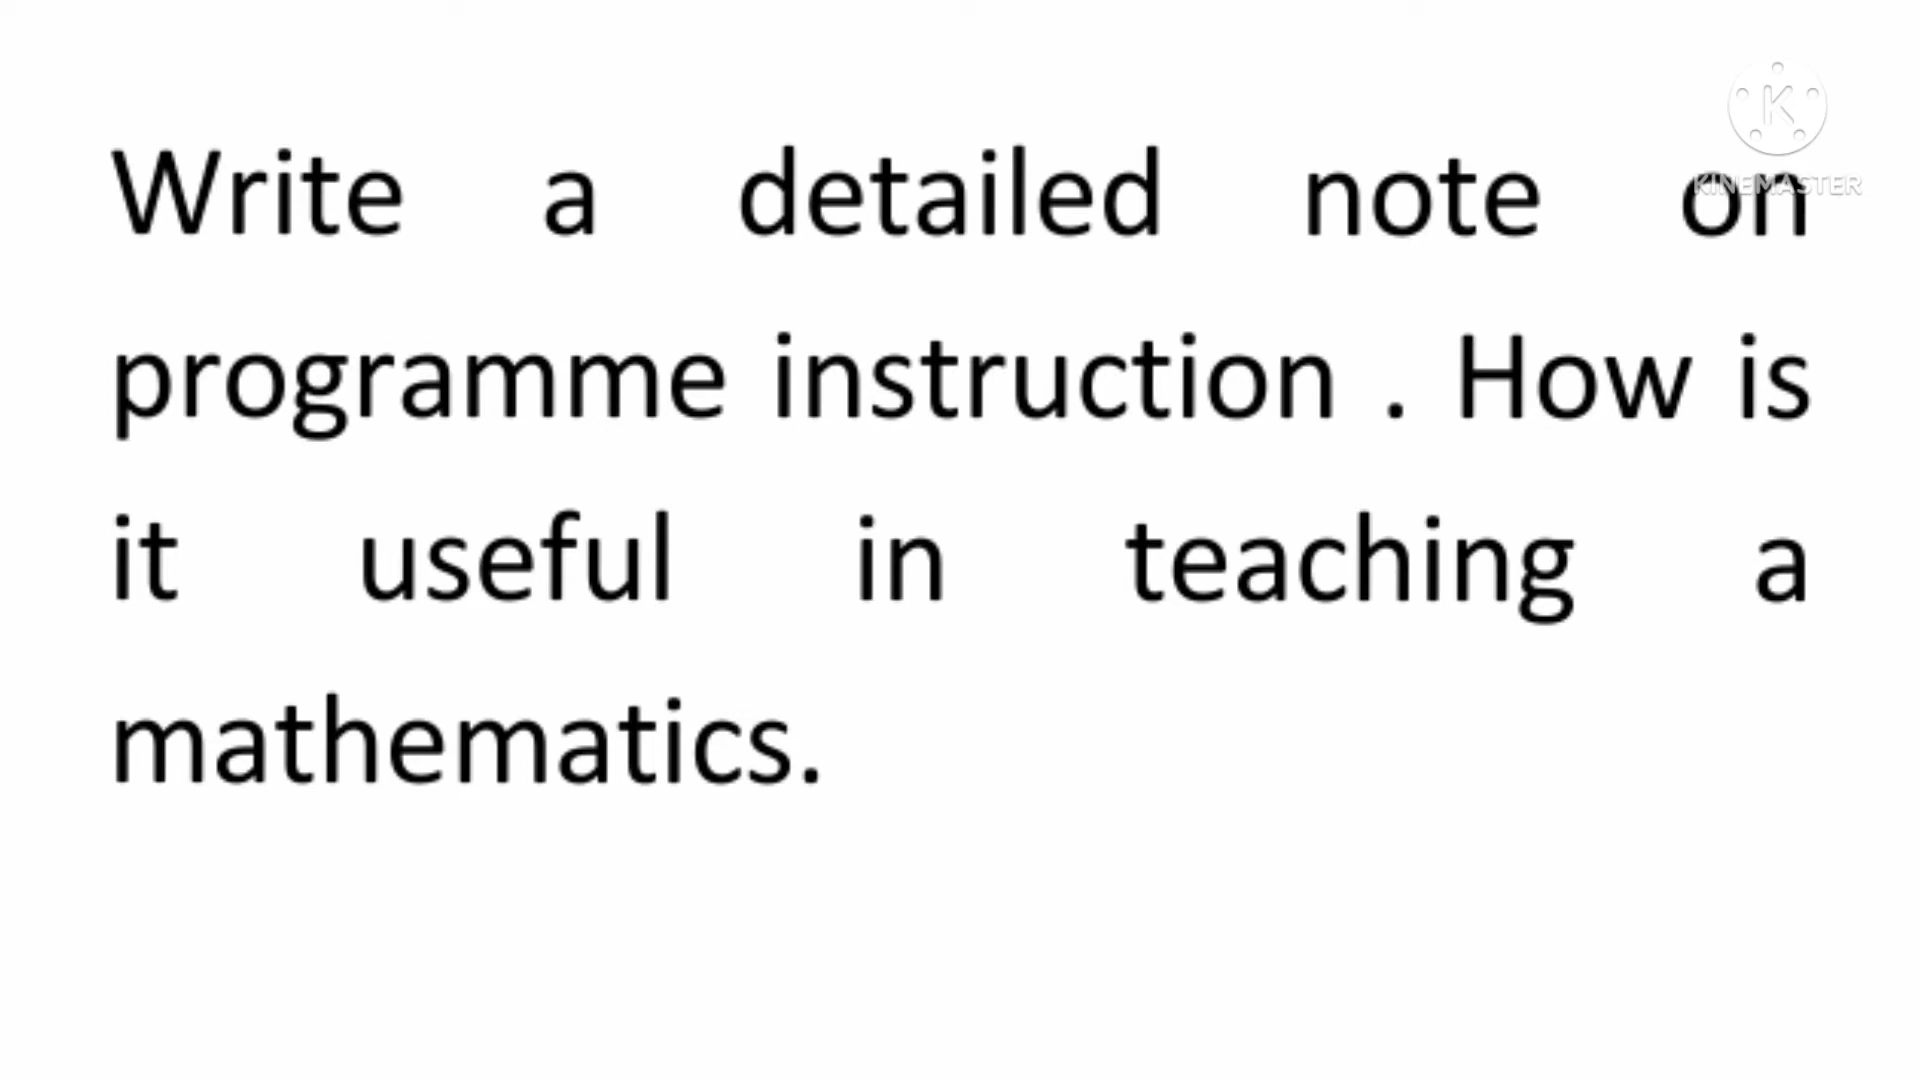 KINEMASTER
Write a detailed note on
programme instruction . How is
it useful in teaching a
mathematics.